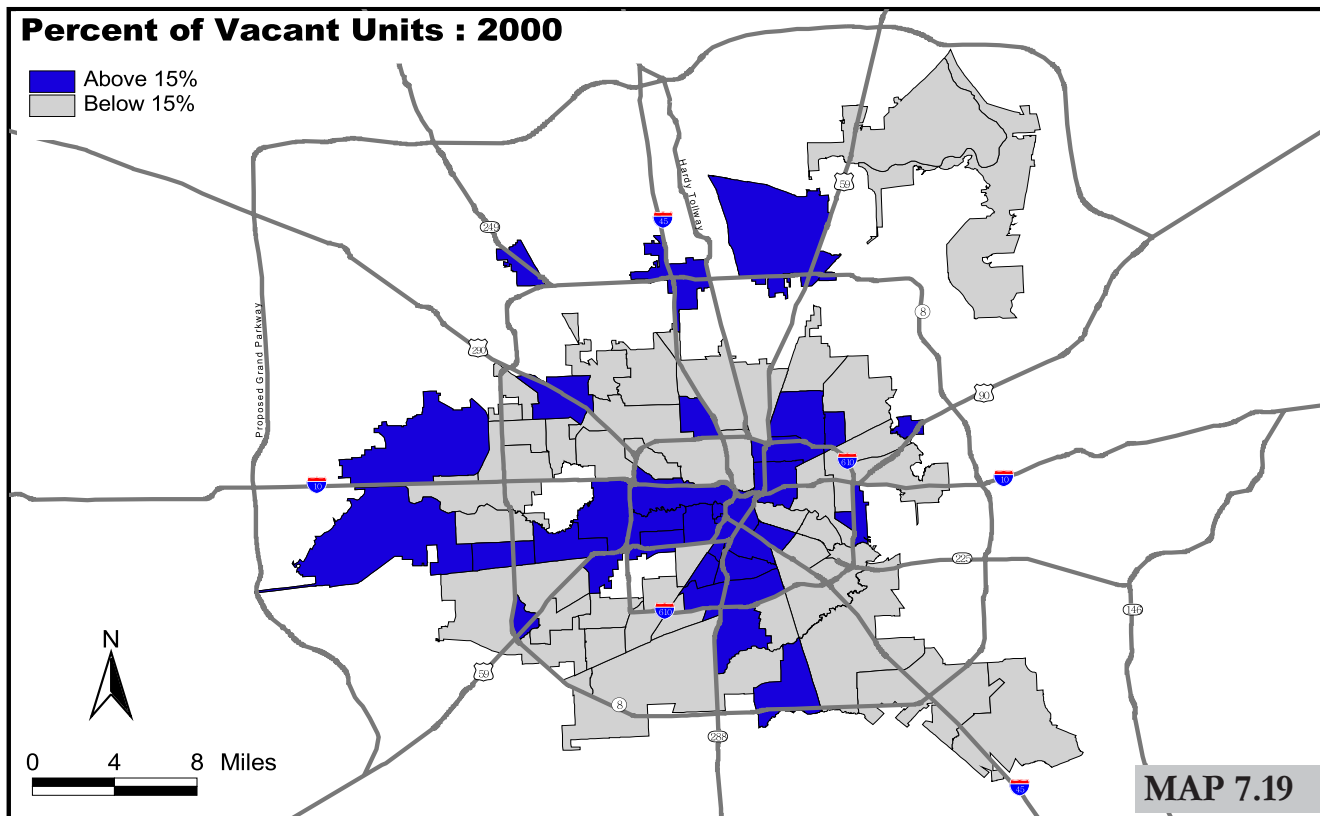 Percent of Vacant Units : 2000
Above 15%
Below 15%
Hardy Tollway
59
45
249
8
Proposed Grand Parkway
290
90
610
10
10
225
146
610
59
N
8
288
0 4 8 Miles
45
MAP 7.19